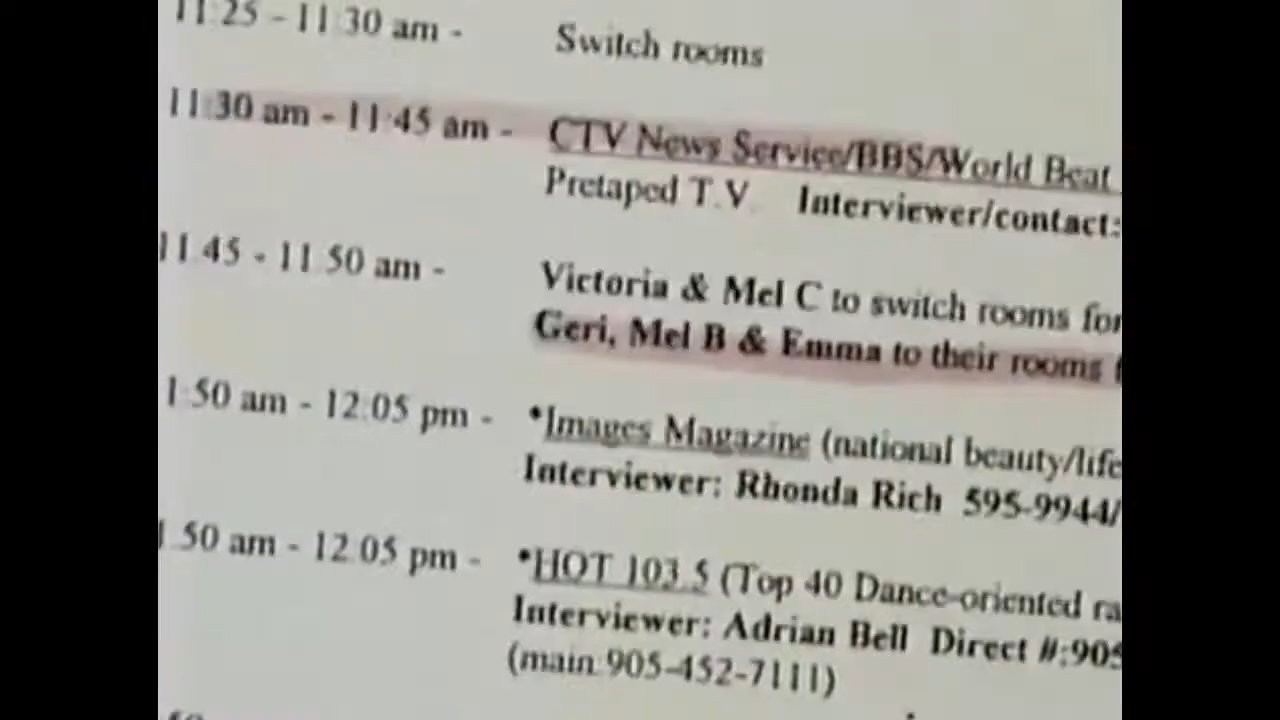 11:25 - 11:30 am - Switch rooms
11:30 am - 11:45 am - CTV News Service/BBS/World Beat
Pretaped T.V. Interviewer/contact:
11:45 - 11:50 am - Victoria & Mel C to switch rooms for
Geri, Mel B & Emma to their rooms
1:50 am - 12:05 pm - *Images Magazine (national beauty/life
Interviewer: Rhonda Rich 595-9944/
1:50 am - 12:05 pm - *HOT 103.5 (Top 40 Dance-oriented ra
Interviewer: Adrian Bell Direct #:905
(main:905-452-7111)